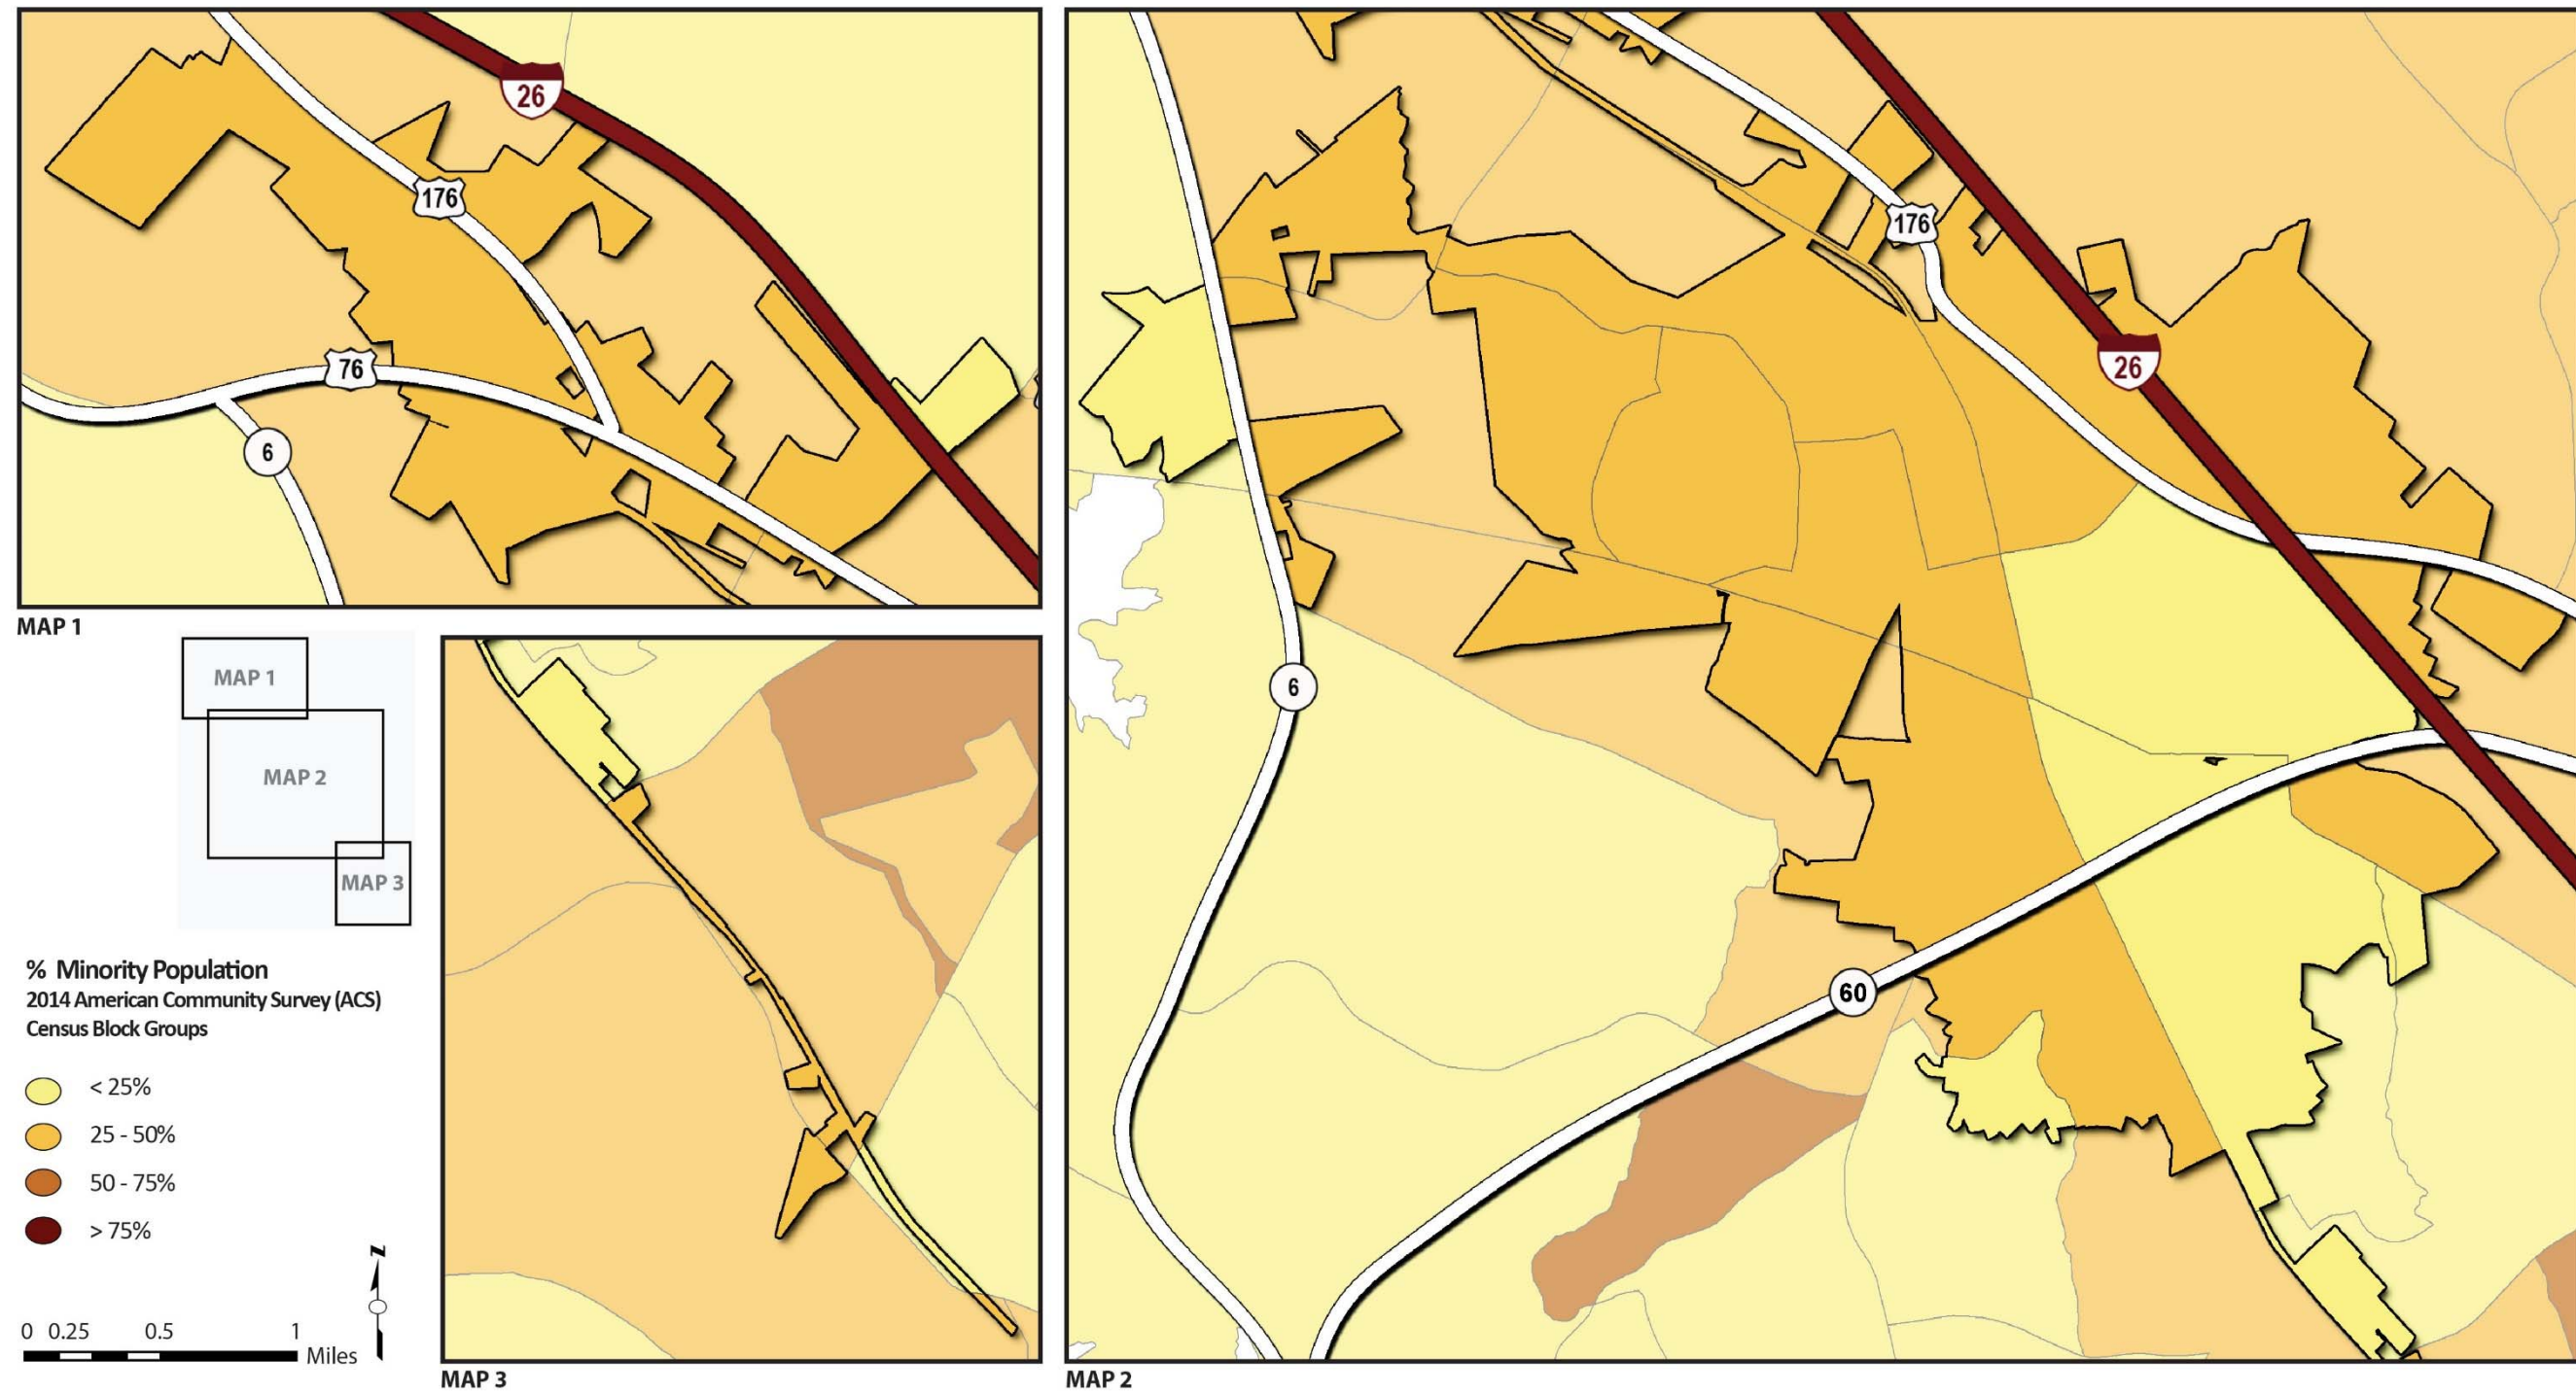 26
176
76
6
MAP 1
MAP 1
MAP 2
MAP 3
% Minority Population
2014 American Community Survey (ACS)
Census Block Groups
< 25%
25 - 50%
50 - 75%
> 75%
N
0 0.25 0.5 1
Miles
MAP 3
176
26
6
60
MAP 2